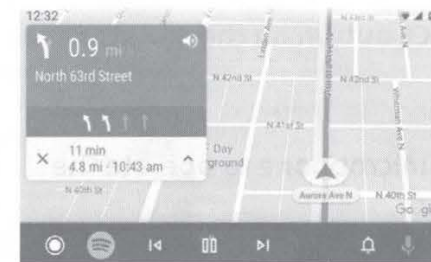 12:32
0.9 mi
North 63rd Street
11 min
4.8 mi · 10:43 am
N 42nd St
N 42nd St
N 41st St
Day
N 40th St
Aurora Ave N
N 40th St